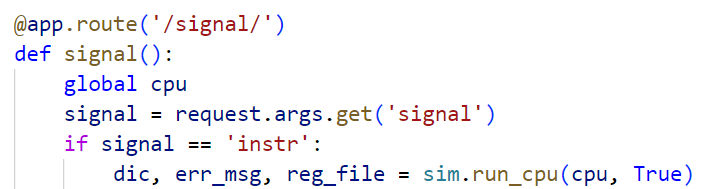 @app.route('/signal/')
def signal():
    global cpu
    signal = request.args.get('signal')
    if signal == 'instr':
        dic, err_msg, reg_file = sim.run_cpu(cpu, True)